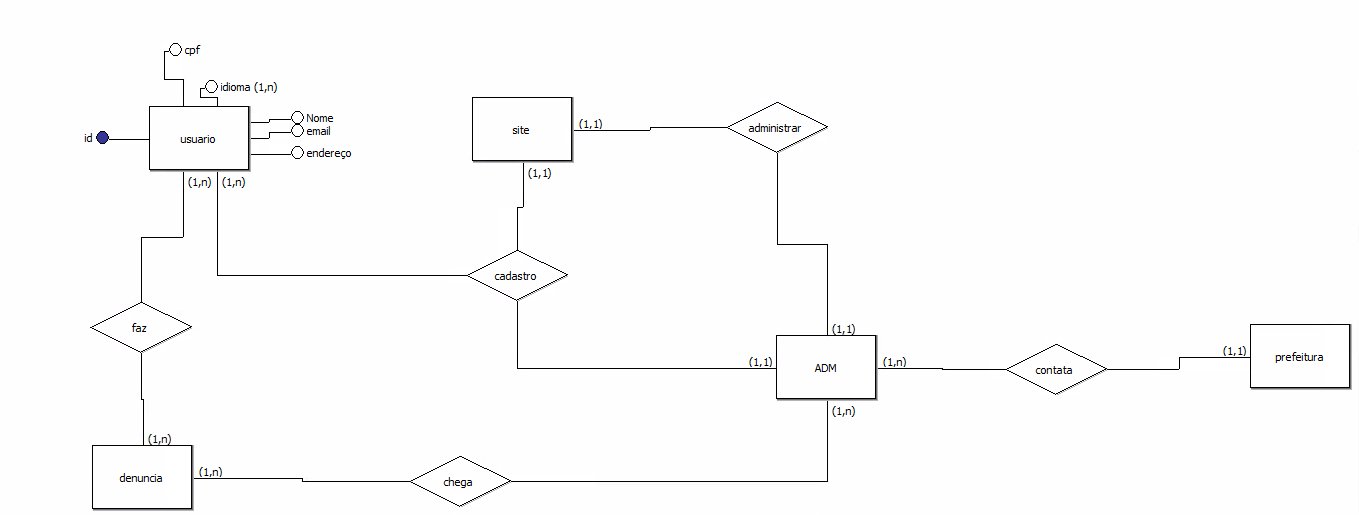 cpf
idioma (1,n)
Nome
email
endereço
id
usuario
(1,n)
(1,n)
site
(1,1)
(1,1)
administrar
cadastro
faz
(1,1)
(1,1)
ADM
(1,n)
(1,n)
contata
(1,1)
prefeitura
(1,n)
denuncia
(1,n)
chega